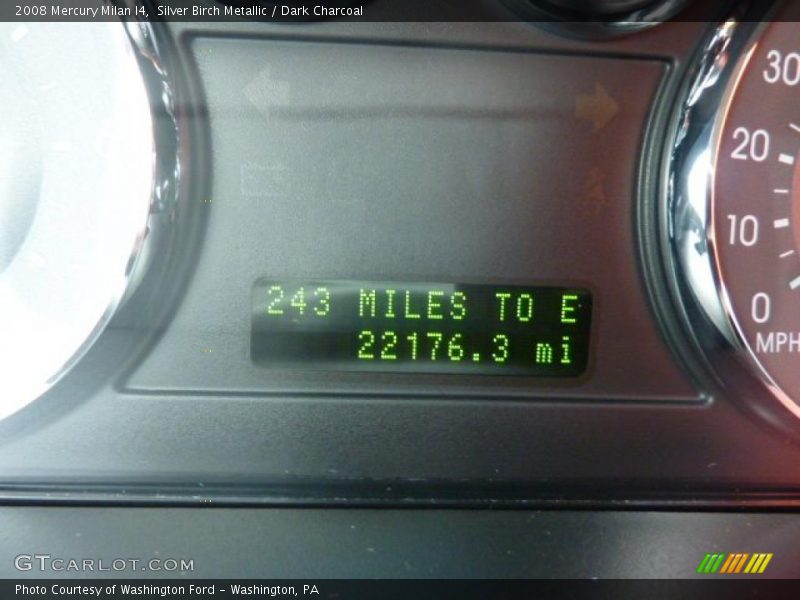 2008 Mercury Milan I4, Silver Birch Metallic / Dark Charcoal
30
20
10
0
MPH
243 MILES TO E
22176.3 mi
GTCARLOT.COM
Photo Courtesy of Washington Ford - Washington, PA